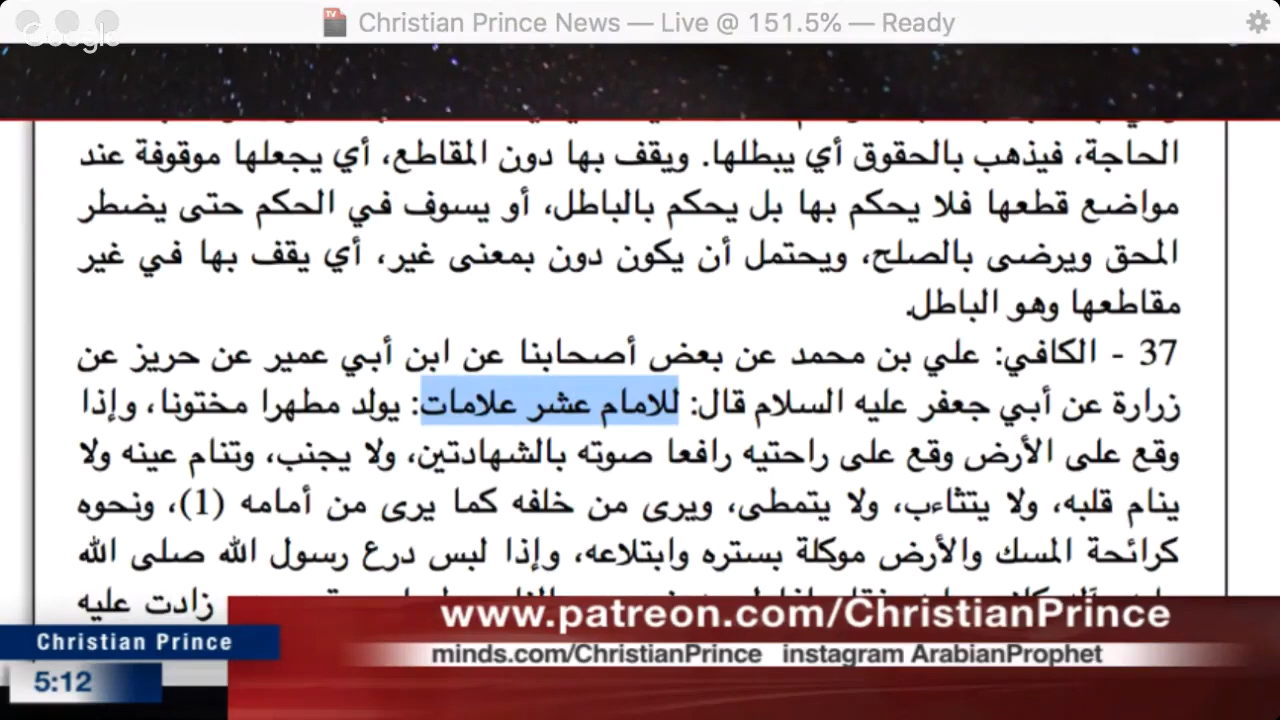 Christian Prince News — Live @ 151.5% — Ready
Google
الحاجة، فيذهب بالحقوق أي يبطلها. ويقف بها دون المقاطع، أي يجعلها موقوفة عند
مواضع قطعها فلا يحكم بها بل يحكم بالباطل، أو يسوف في الحكم حتى يضطر
المحق ويرضى بالصلح، ويحتمل أن يكون دون بمعنى غير، أي يقف بها في غير
مقاطعها وهو الباطل.
37 - الكافي: علي بن محمد عن بعض أصحابنا عن ابن أبي عمير عن حريز عن
زرارة عن أبي جعفر عليه السلام قال: للامام عشر علامات: يولد مطهرا مختونا، وإذا
وقع على الأرض وقع على راحتيه رافعا صوته بالشهادتين، ولا يجنب، وتنام عينه ولا
ينام قلبه، ولا يتثاءب، ولا يتمطى، ويرى من خلفه كما يرى من أمامه (1)، ونحوه
كرائحة المسك والأرض موكلة بستره وابتلاعه، وإذا لبس درع رسول الله صلى الله
زادت عليه
www.patreon.com/ChristianPrince
Christian Prince
minds.com/ChristianPrince instagram ArabianProphet
5:12